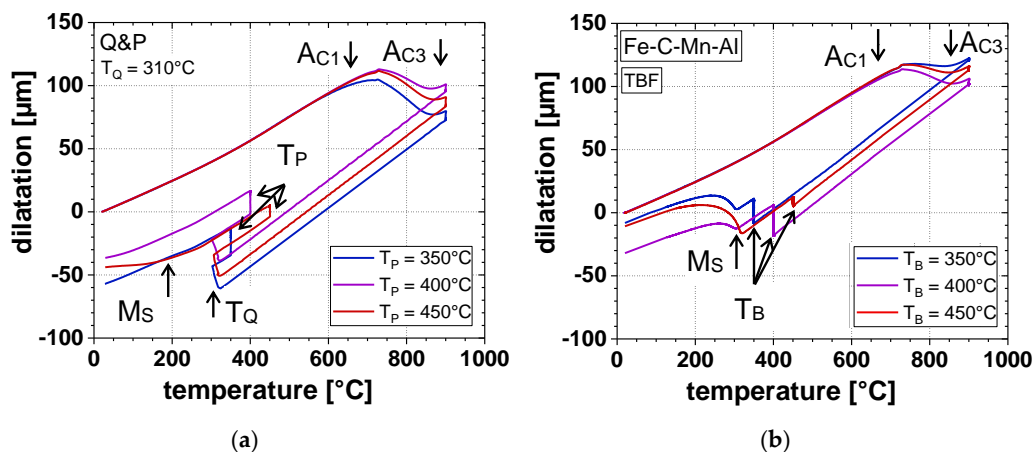 Q&P
T_Q = 310°C
A_C1
A_C3
T_P
M_S
T_Q
T_P = 350°C
T_P = 400°C
T_P = 450°C
150
100
50
0
-50
-100
0
200
400
600
800
1000
dilatation [µm]
temperature [°C]
(a)
Fe-C-Mn-Al
TBF
A_C1
A_C3
M_S
T_B
T_B = 350°C
T_B = 400°C
T_B = 450°C
150
100
50
0
-50
-100
0
200
400
600
800
1000
dilatation [µm]
temperature [°C]
(b)